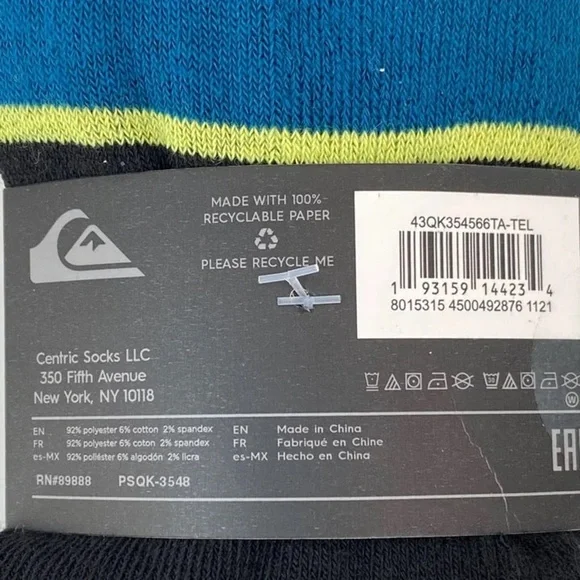 MADE WITH 100%
RECYCLABLE PAPER
PLEASE RECYCLE ME
43QK354566TA-TEL
1 93159 14423 4
8015315 4500492876 1121
Centric Socks LLC
350 Fifth Avenue
New York, NY 10118
EN 92% polyester 6% cotton 2% spandex
FR 92% polyester 6% cotton 2% spandex
es-MX 92% poliéster 6% algodón 2% licra
EN Made in China
FR Fabriqué en Chine
es-MX Hecho en China
RN#89888 PSQK-3548
W